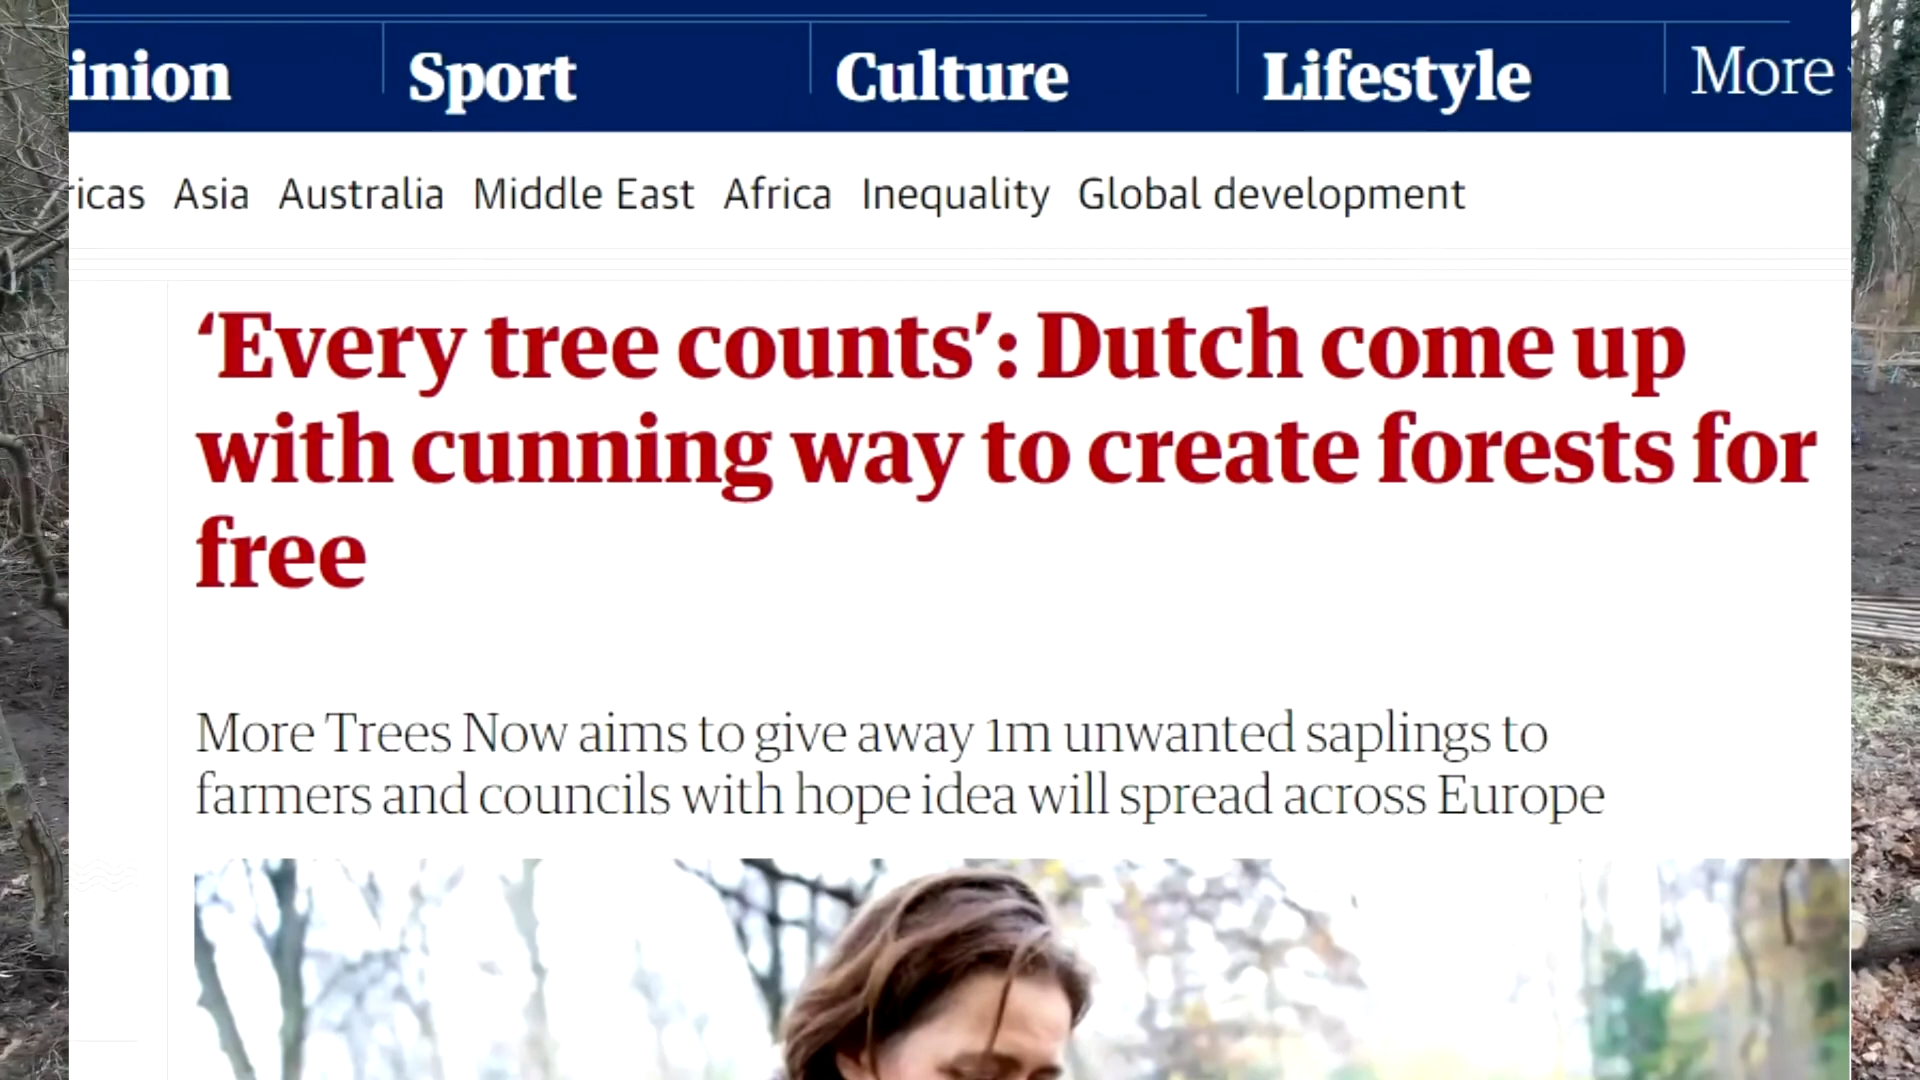 inion Sport Culture Lifestyle More
ricas Asia Australia Middle East Africa Inequality Global development
‘Every tree counts’: Dutch come up
with cunning way to create forests for
free
More Trees Now aims to give away 1m unwanted saplings to
farmers and councils with hope idea will spread across Europe